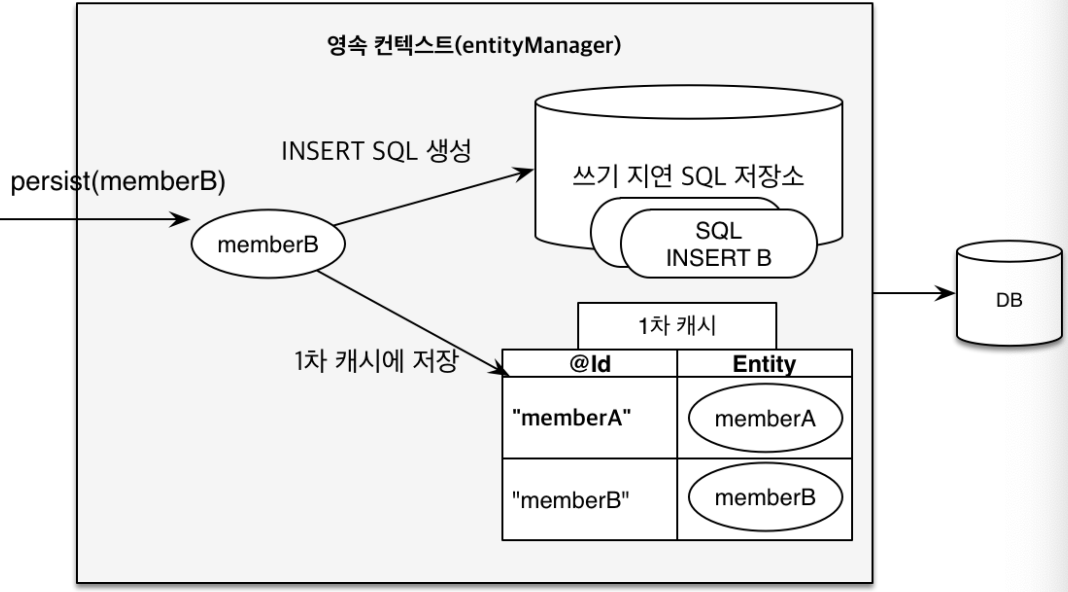 영속 컨텍스트(entityManager)
INSERT SQL 생성
persist(memberB)
쓰기 지연 SQL 저장소
memberB
SQL
INSERT B
DB
1차 캐시
1차 캐시에 저장
@Id Entity
"memberA" memberA
"memberB" memberB